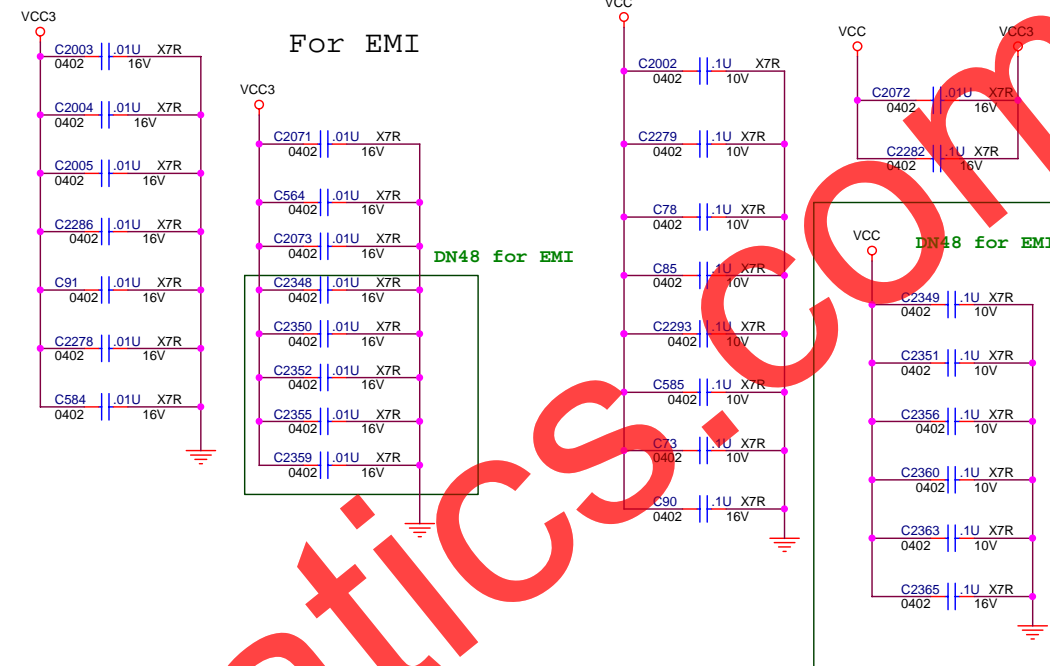 VCC3
C2003 .01U X7R
0402 16V
C2004 .01U X7R
0402 16V
C2005 .01U X7R
0402 16V
C2286 .01U X7R
0402 16V
C91 .01U X7R
0402 16V
C2278 .01U X7R
0402 16V
C584 .01U X7R
0402 16V
For EMI
VCC3
C2071 .01U X7R
0402 16V
C564 .01U X7R
0402 16V
C2073 .01U X7R
0402 16V
DN48 for EMI
C2348 .01U X7R
0402 16V
C2350 .01U X7R
0402 16V
C2352 .01U X7R
0402 16V
C2355 .01U X7R
0402 16V
C2359 .01U X7R
0402 16V
VCC
C2002 .1U X7R
0402 10V
C2279 .1U X7R
0402 10V
C78 .1U X7R
0402 10V
C85 .1U X7R
0402 10V
C2293 .1U X7R
0402 10V
C585 .1U X7R
0402 10V
C73 .1U X7R
0402 10V
C90 .1U X7R
0402 16V
VCC VCC3
C2072 .01U X7R
0402 16V
C2282 .1U X7R
0402 16V
DN48 for EMI
VCC
C2349 .1U X7R
0402 10V
C2351 .1U X7R
0402 10V
C2356 .1U X7R
0402 10V
C2360 .1U X7R
0402 10V
C2363 .1U X7R
0402 10V
C2365 .1U X7R
0402 16V
atics.com